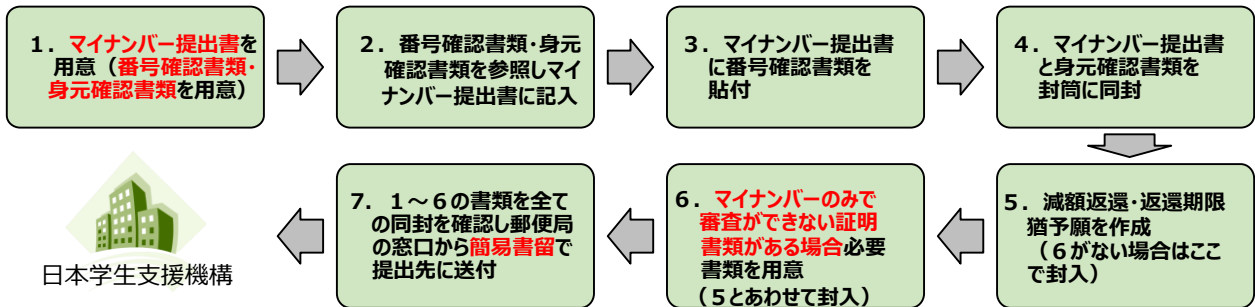 1．マイナンバー提出書を
用意（番号確認書類・
身元確認書類を用意）
2．番号確認書類・身元
確認書類を参照しマイ
ナンバー提出書に記入
3．マイナンバー提出書
に番号確認書類を
貼付
4．マイナンバー提出書
と身元確認書類を
封筒に同封
5．減額返還・返還期限
猶予願を作成
（6がない場合はここ
で封入）
6．マイナンバーのみで
審査ができない証明
書類がある場合必要
書類を用意
（5とあわせて封入）
7．1～6の書類を全て
の同封を確認し郵便局
の窓口から簡易書留で
提出先に送付
日本学生支援機構